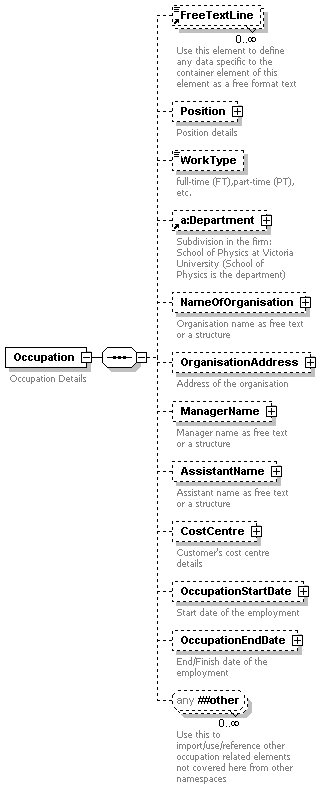 FreeTextLine
0..∞
Use this element to define
any data specific to the
container element of this
element as a free format text
Position
Position details
WorkType
full-time (FT),part-time (PT),
etc.
a:Department
Subdivision in the firm:
School of Physics at Victoria
University (School of
Physics is the department)
NameOfOrganisation
Organisation name as free text
or a structure
Occupation
Occupation Details
OrganisationAddress
Address of the organisation
ManagerName
Manager name as free text
or a structure
AssistantName
Assistant name as free text
or a structure
CostCentre
Customer's cost centre
details
OccupationStartDate
Start date of the employment
OccupationEndDate
End/Finish date of the
employment
any ##other
0..∞
Use this to
import/use/reference other
occupation related elements
not covered here from other
namespaces